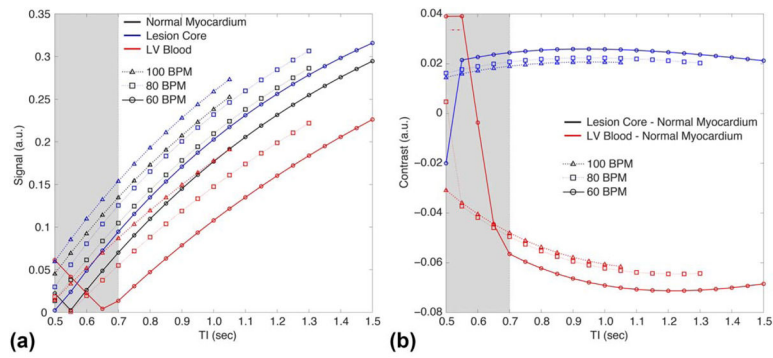 Normal Myocardium
Lesion Core
LV Blood
100 BPM
80 BPM
60 BPM
Signal (a.u.)
0.35
0.3
0.25
0.2
0.15
0.1
0.05
0
0.5 0.6 0.7 0.8 0.9 1.0 1.1 1.2 1.3 1.4 1.5
TI (sec)
(a)
Lesion Core - Normal Myocardium
LV Blood - Normal Myocardium
100 BPM
80 BPM
60 BPM
Contrast (a.u.)
0.04
0.02
0
-0.02
-0.04
-0.06
-0.08
0.5 0.6 0.7 0.8 0.9 1.0 1.1 1.2 1.3 1.4 1.5
TI (sec)
(b)